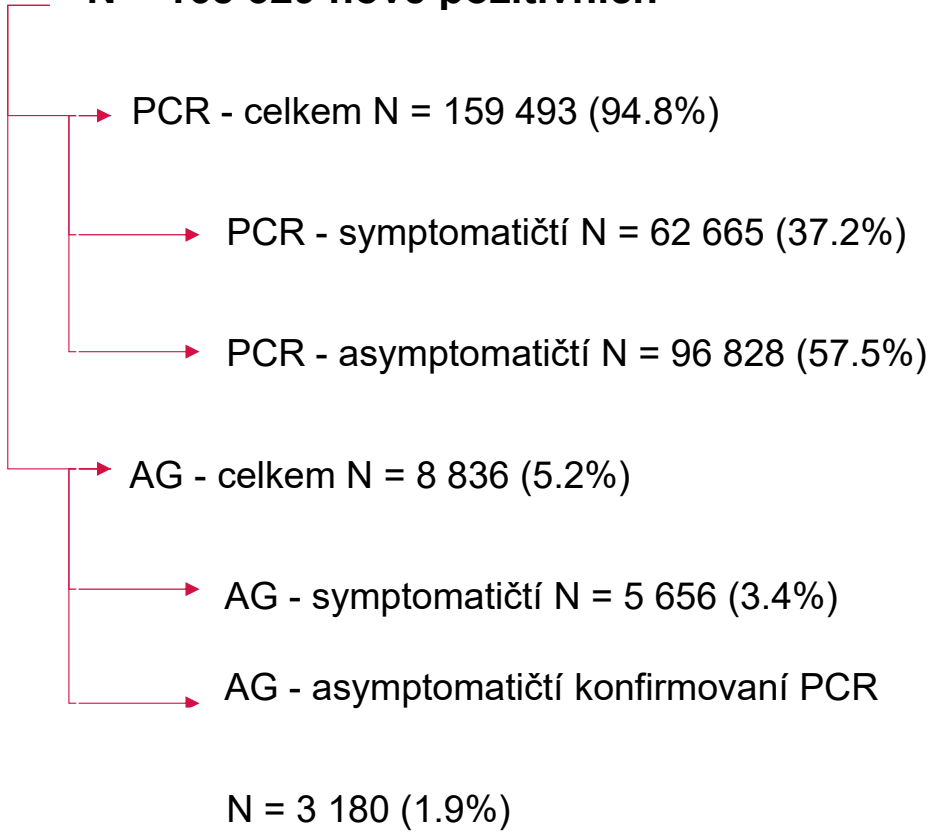 PCR - celkem N = 159 493 (94.8%)
PCR - symptomatičtí N = 62 665 (37.2%)
PCR - asymptomatičtí N = 96 828 (57.5%)
AG - celkem N = 8 836 (5.2%)
AG - symptomatičtí N = 5 656 (3.4%)
AG - asymptomatičtí konfirmovaní PCR
N = 3 180 (1.9%)